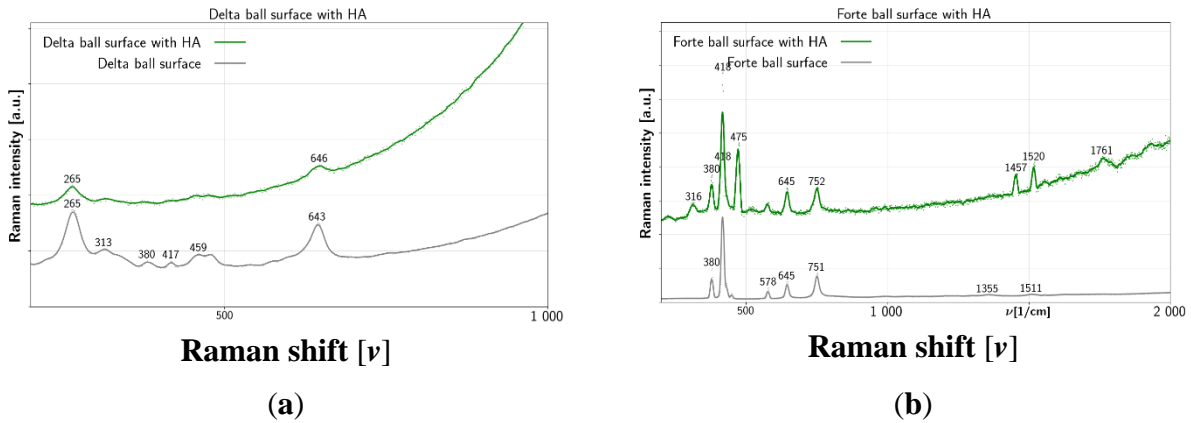 Delta ball surface with HA
Delta ball surface with HA
Delta ball surface
Raman intensity [a.u.]
265
646
265
313
380
417
459
643
500
1 000
Raman shift [ν]
(a)
Forte ball surface with HA
Forte ball surface with HA
Forte ball surface
Raman intensity [a.u.]
418
475
418
380
316
645
752
1457
1520
1761
380
578
645
751
1355
1511
500
1 000
ν[1/cm]
2 000
Raman shift [ν]
(b)